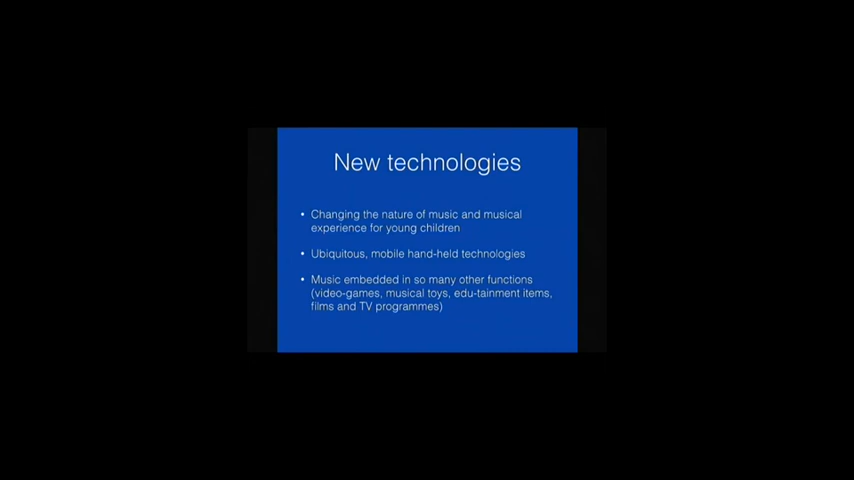 New technologies
• Changing the nature of music and musical
experience for young children
• Ubiquitous, mobile hand-held technologies
• Music embedded in so many other functions
(video-games, musical toys, edu-tainment items,
films and TV programmes)